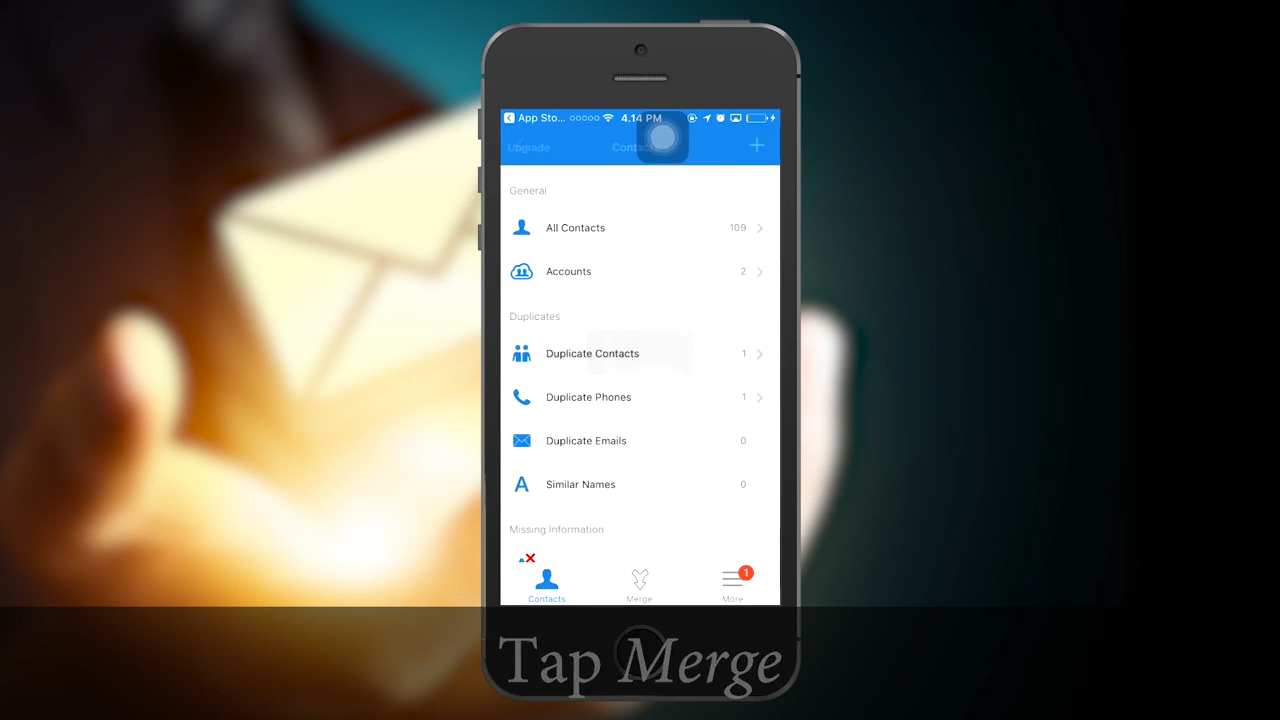 App Sto... 4.14 PM
Upgrade
General
All Contacts 109
Accounts 2
Duplicates
Duplicate Contacts 1
Duplicate Phones 1
Duplicate Emails 0
A Similar Names 0
Missing Information
1
Contacts Merge More
Tap Merge